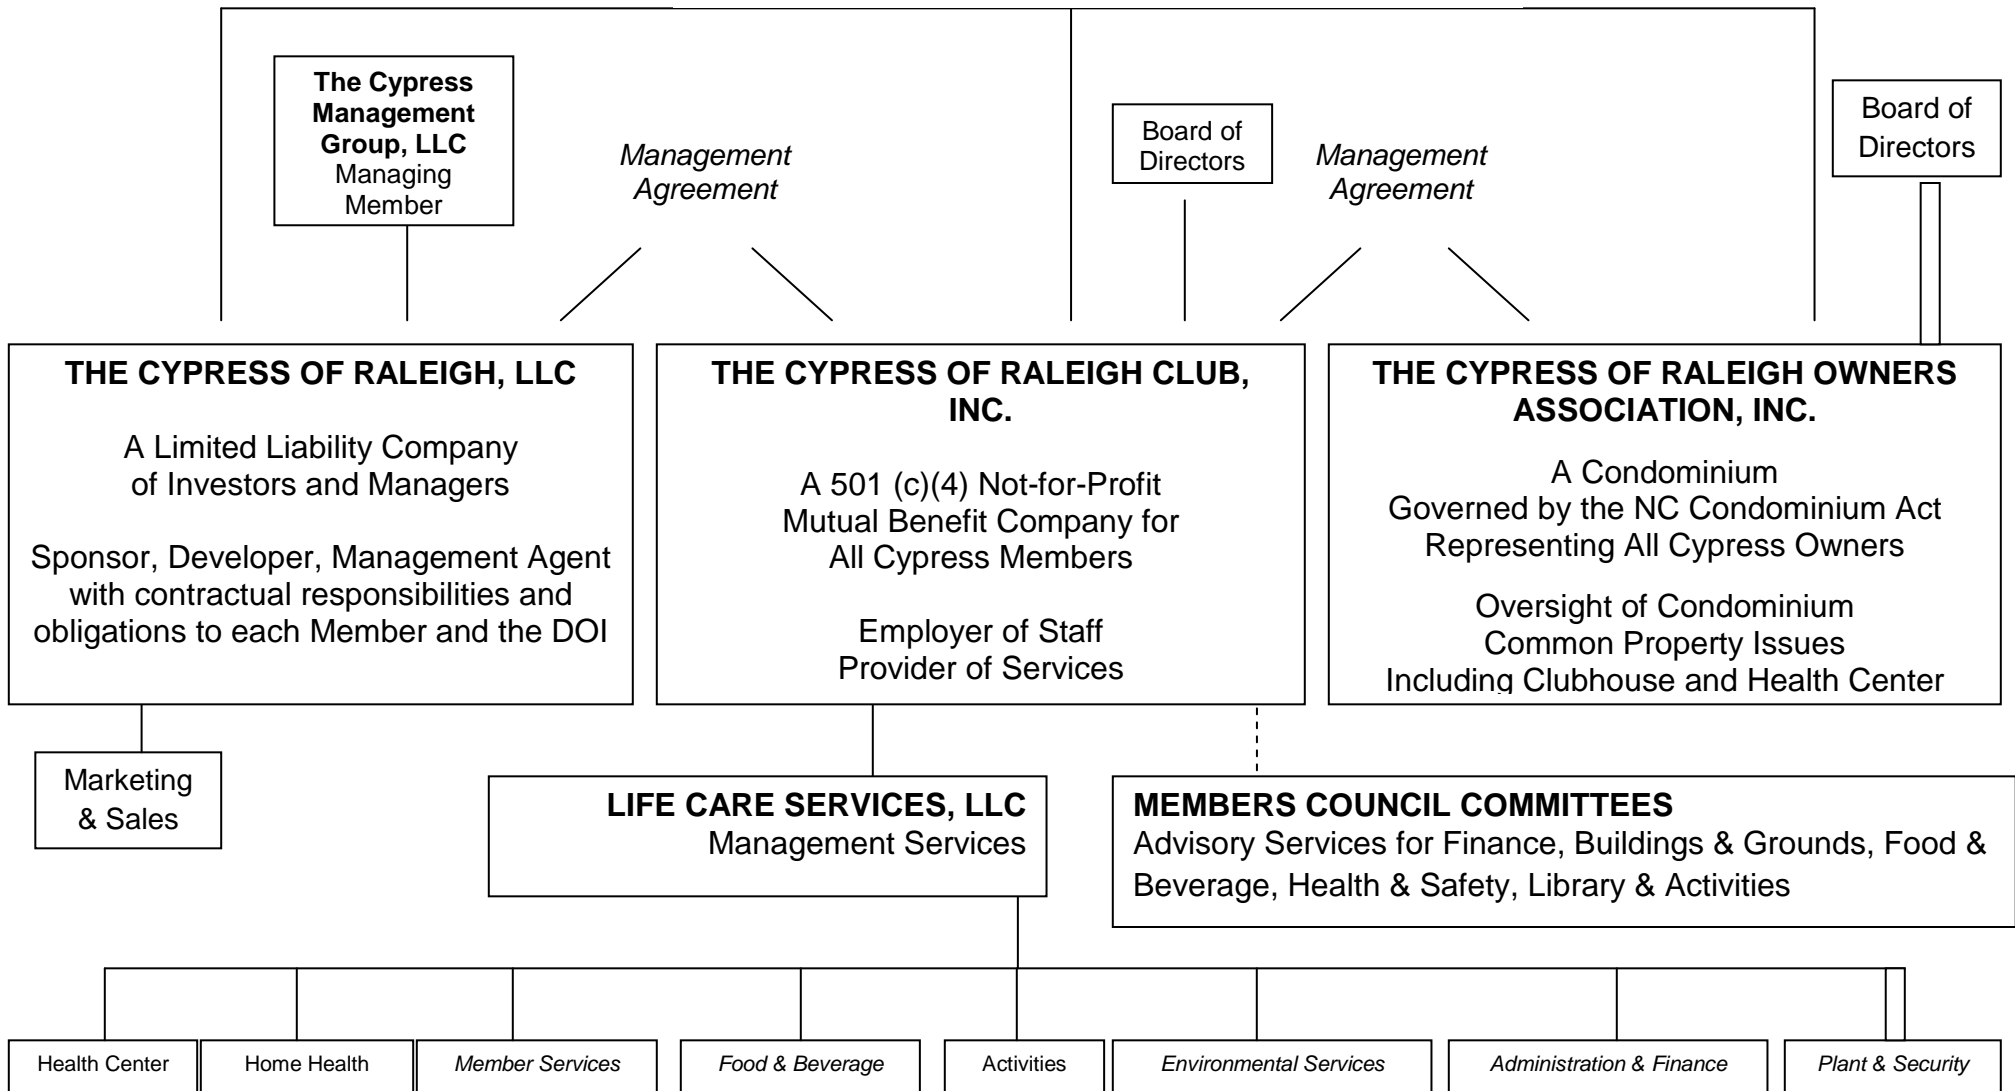 The Cypress
Management
Group, LLC
Managing
Member
Management
Agreement
Board of
Directors
Management
Agreement
Board of
Directors
THE CYPRESS OF RALEIGH, LLC
A Limited Liability Company
of Investors and Managers
Sponsor, Developer, Management Agent
with contractual responsibilities and
obligations to each Member and the DOI
THE CYPRESS OF RALEIGH CLUB,
INC.
A 501 (c)(4) Not-for-Profit
Mutual Benefit Company for
All Cypress Members
Employer of Staff
Provider of Services
THE CYPRESS OF RALEIGH OWNERS
ASSOCIATION, INC.
A Condominium
Governed by the NC Condominium Act
Representing All Cypress Owners
Oversight of Condominium
Common Property Issues
Including Clubhouse and Health Center
Marketing
& Sales
LIFE CARE SERVICES, LLC
Management Services
MEMBERS COUNCIL COMMITTEES
Advisory Services for Finance, Buildings & Grounds, Food &
Beverage, Health & Safety, Library & Activities
Health Center
Home Health
Member Services
Food & Beverage
Activities
Environmental Services
Administration & Finance
Plant & Security